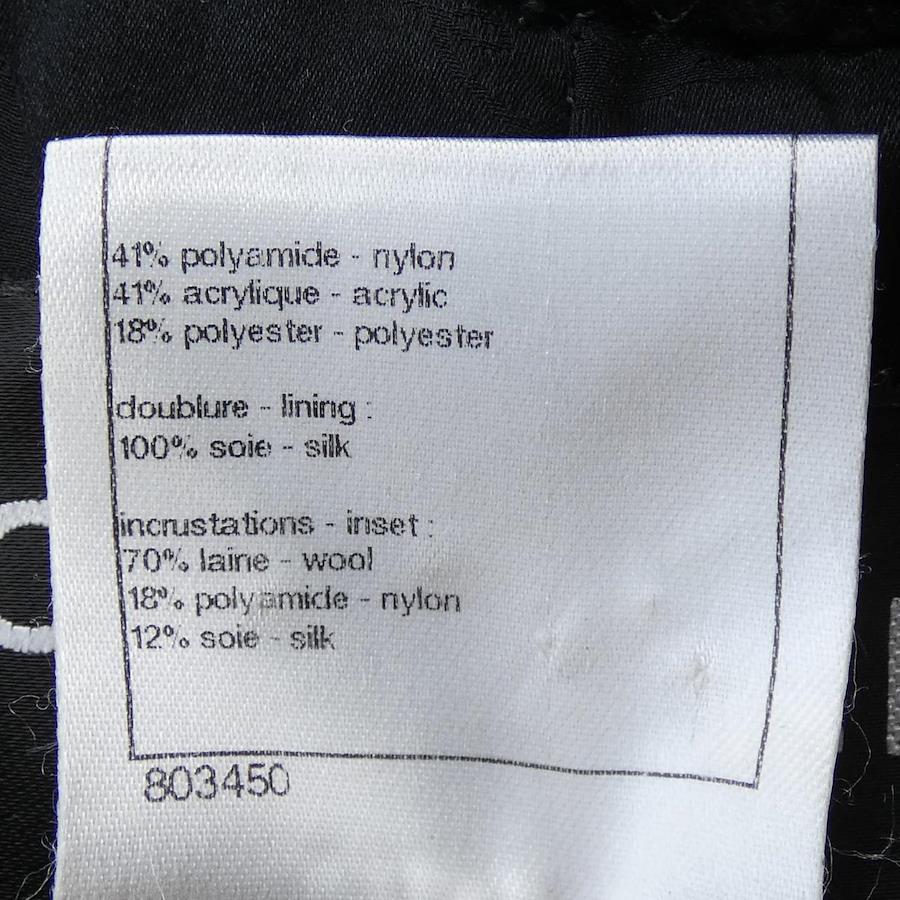 41% polyamide - nylon
41% acrylique - acrylic
18% polyester - polyester
doublure - lining :
100% soie - silk
incrustations - inset :
70% laine - wool
18% polyamide - nylon
12% soie - silk
803450